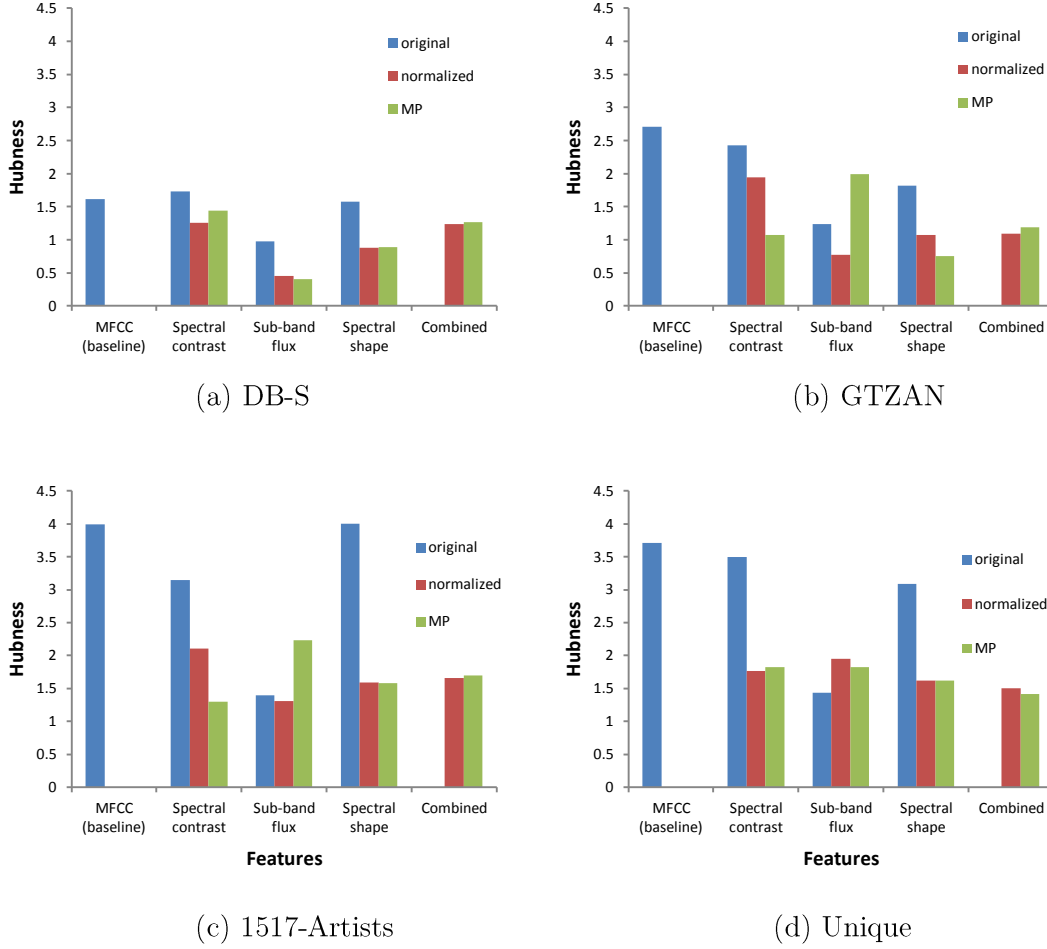 4.5
4
3.5
3
2.5
2
1.5
1
0.5
0
Hubness
original
normalized
MP
MFCC (baseline)
Spectral contrast
Sub-band flux
Spectral shape
Combined
(a) DB-S
4.5
4
3.5
3
2.5
2
1.5
1
0.5
0
Hubness
original
normalized
MP
MFCC (baseline)
Spectral contrast
Sub-band flux
Spectral shape
Combined
(b) GTZAN
4.5
4
3.5
3
2.5
2
1.5
1
0.5
0
Hubness
original
normalized
MP
MFCC (baseline)
Spectral contrast
Sub-band flux
Spectral shape
Combined
Features
(c) 1517-Artists
4.5
4
3.5
3
2.5
2
1.5
1
0.5
0
Hubness
original
normalized
MP
MFCC (baseline)
Spectral contrast
Sub-band flux
Spectral shape
Combined
Features
(d) Unique